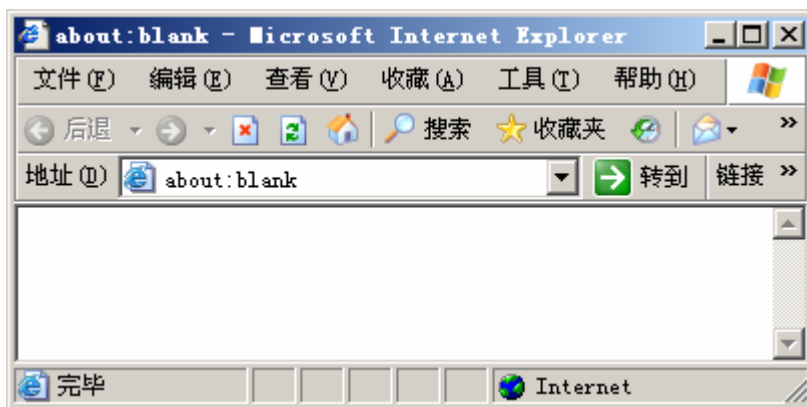 about:blank - Microsoft Internet Explorer
文件(F) 编辑(E) 查看(V) 收藏(A) 工具(T) 帮助(H)
后退 搜索 收藏夹 »
地址(D) about:blank 转到 链接 »
完毕 Internet